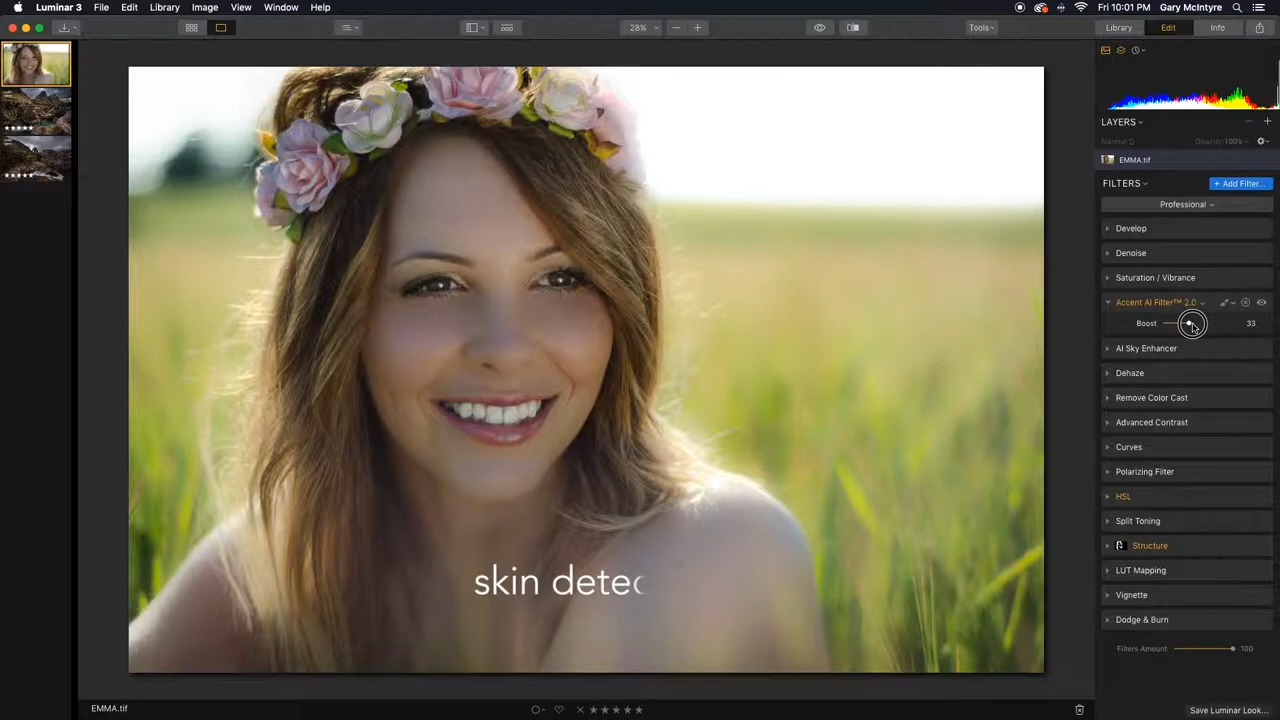 Luminar 3 File Edit Library Image View Window Help Fri 10:01 PM Gary McIntyre
28% Tools Library Edit Info
LAYERS
Normal Opacity 100%
EMMA.tif
FILTERS + Add Filter...
Professional
Develop
Denoise
Saturation / Vibrance
Accent AI Filter™ 2.0
Boost 33
AI Sky Enhancer
Dehaze
Remove Color Cast
Advanced Contrast
Curves
Polarizing Filter
HSL
Split Toning
Structure
LUT Mapping
Vignette
Dodge & Burn
Filters Amount 100
skin detec
EMMA.tif
Save Luminar Look...